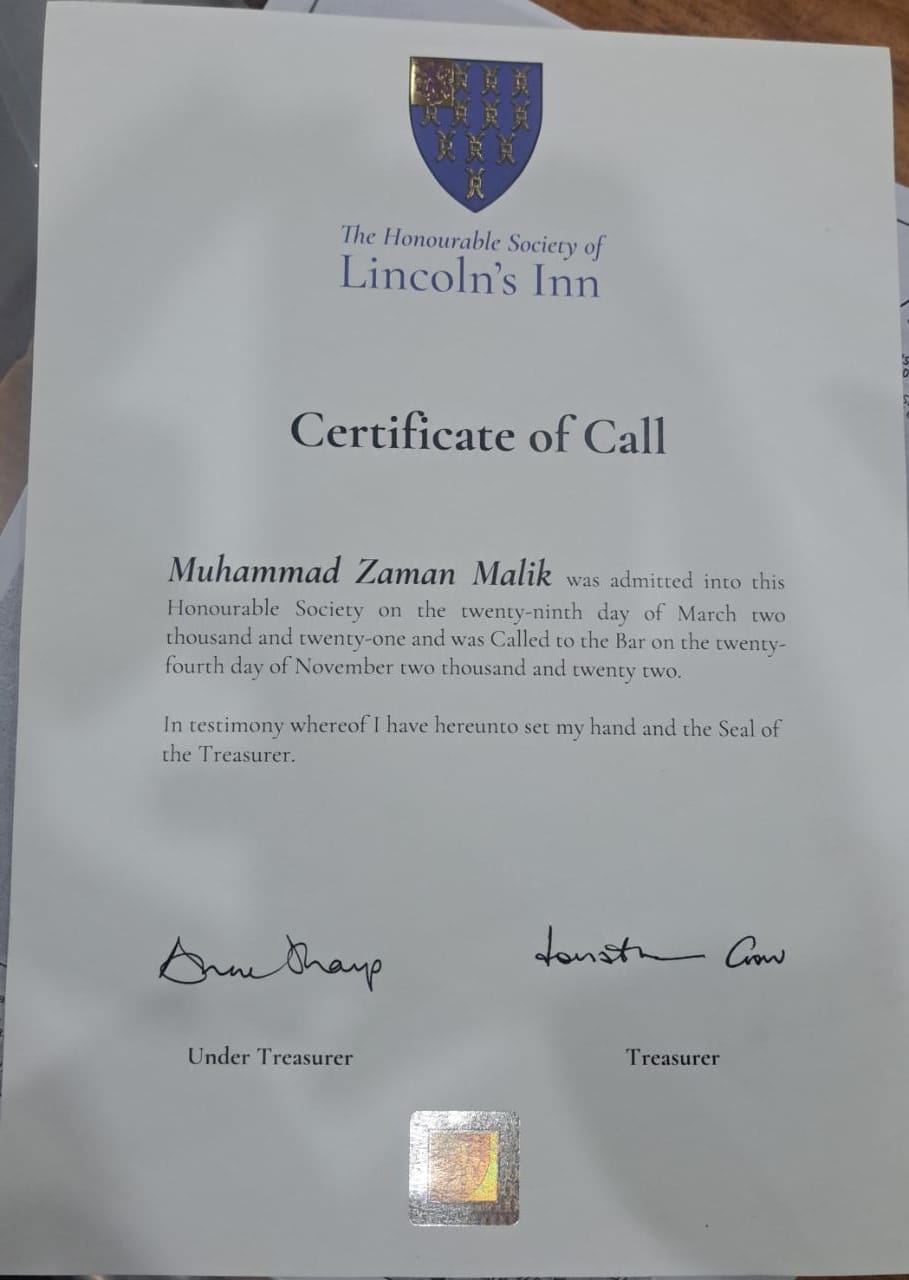 The Honourable Society of
Lincoln's Inn
Certificate of Call
Muhammad Zaman Malik was admitted into this
Honourable Society on the twenty-ninth day of March two
thousand and twenty-one and was Called to the Bar on the twenty-
fourth day of November two thousand and twenty two.
In testimony whereof I have hereunto set my hand and the Seal of
the Treasurer.
Under Treasurer
Treasurer